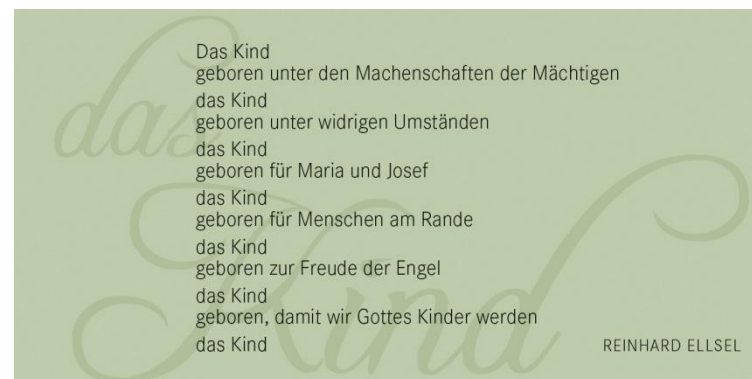 das
Kind
Das Kind
geboren unter den Machenschaften der Mächtigen
das Kind
geboren unter widrigen Umständen
das Kind
geboren für Maria und Josef
das Kind
geboren für Menschen am Rande
das Kind
geboren zur Freude der Engel
das Kind
geboren, damit wir Gottes Kinder werden
das Kind
REINHARD ELLSEL